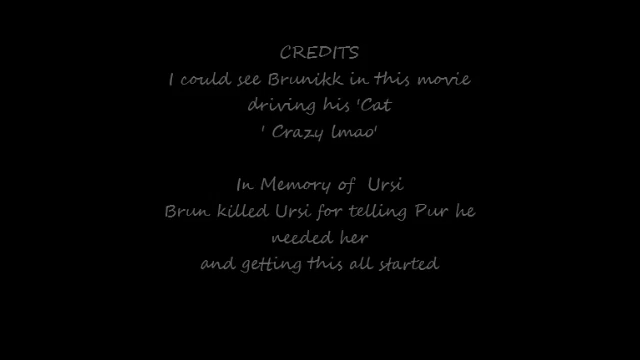 CREDITS
I could see Brunikk in this movie
driving his 'Cat
' Crazy lmao'
In Memory of Ursi
Brun killed Ursi for telling Pur he
needed her
and getting this all started